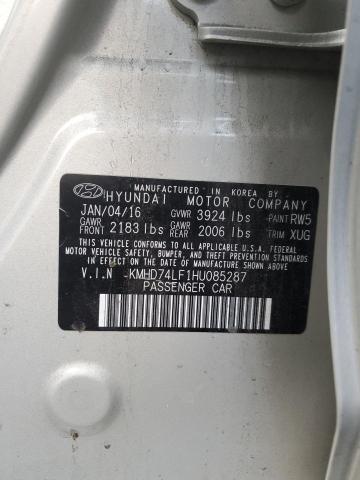 MANUFACTURED IN KOREA BY
HYUNDAI MOTOR COMPANY
JAN/04/16 GVWR 3924 lbs PAINT RW5
GAWR FRONT 2183 lbs GAWR REAR 2006 lbs TRIM XUG
THIS VEHICLE CONFORMS TO ALL APPLICABLE U.S.A. FEDERAL
MOTOR VEHICLE SAFETY, BUMPER, AND THEFT PREVENTION
STANDARDS IN EFFECT ON THE DATE OF MANUFACTURE SHOWN ABOVE.
V.I.N KMHD74LF1HU085287
PASSENGER CAR